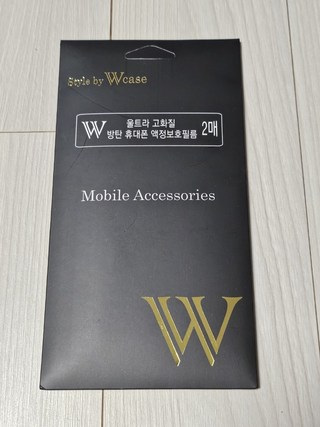 Style by Wcase
W 울트라 고화질
방탄 휴대폰 액정보호필름 2매
Mobile Accessories
W